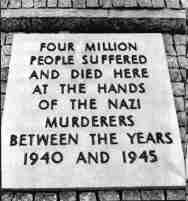 FOUR MILLION
PEOPLE SUFFERED
AND DIED HERE
AT THE HANDS
OF THE NAZI
MURDERERS
BETWEEN THE YEARS
1940 AND 1945